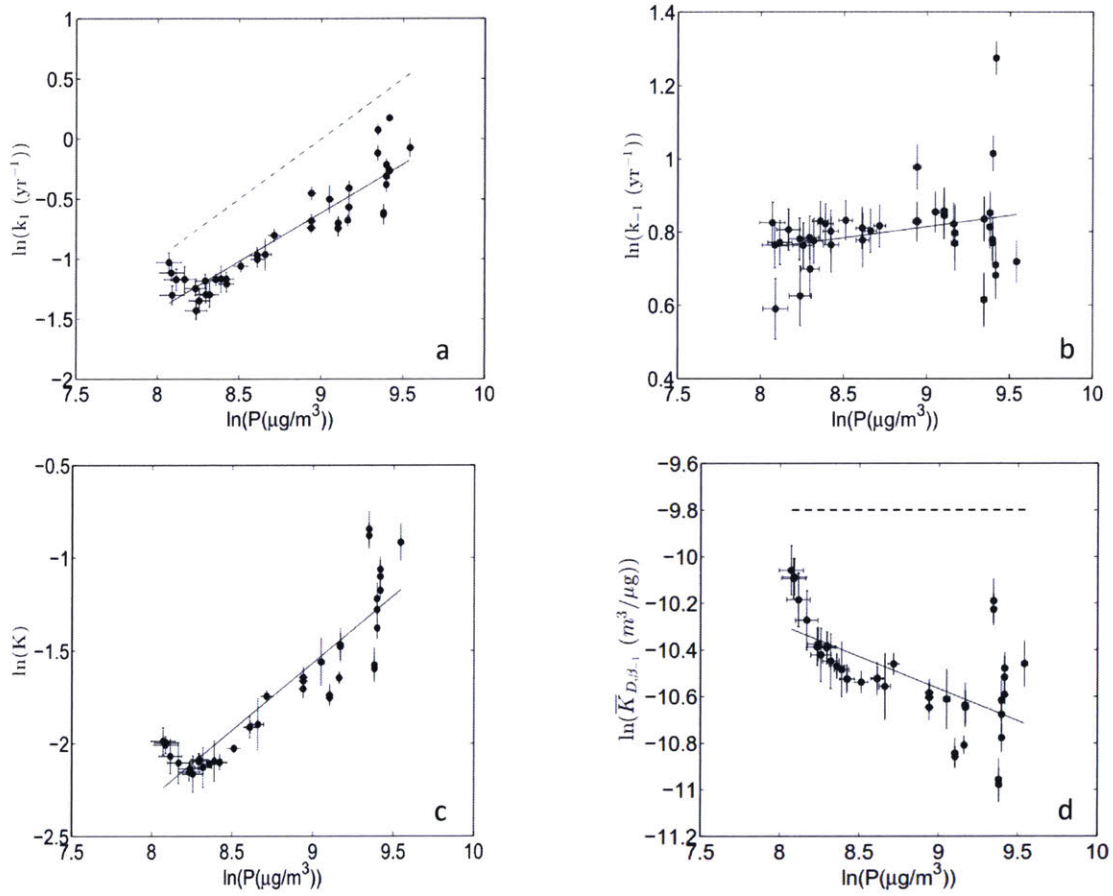 1
0.5
0
−0.5
−1
−1.5
−2
7.5 8 8.5 9 9.5 10
ln(k₁ (yr⁻¹))
ln(P(μg/m³))
a
1.4
1.2
1
0.8
0.6
0.4
7.5 8 8.5 9 9.5 10
ln(k₋₁ (yr⁻¹))
ln(P(μg/m³))
b
−0.5
−1
−1.5
−2
−2.5
7.5 8 8.5 9 9.5 10
ln(K)
ln(P(μg/m³))
c
−9.6
−9.8
−10
−10.2
−10.4
−10.6
−10.8
−11
−11.2
7.5 8 8.5 9 9.5 10
ln(K̅_{D,β₋₁} (m³/μg))
ln(P(μg/m³))
d